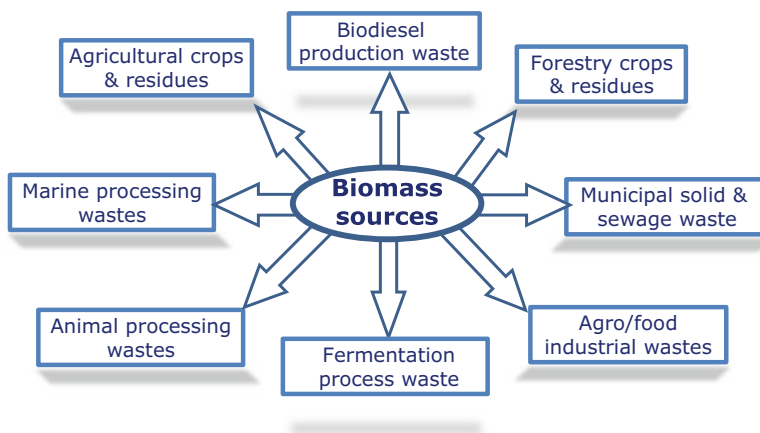 Biodiesel
production waste
Agricultural crops
& residues
Forestry crops
& residues
Marine processing
wastes
Biomass
sources
Municipal solid &
sewage waste
Animal processing
wastes
Fermentation
process waste
Agro/food
industrial wastes